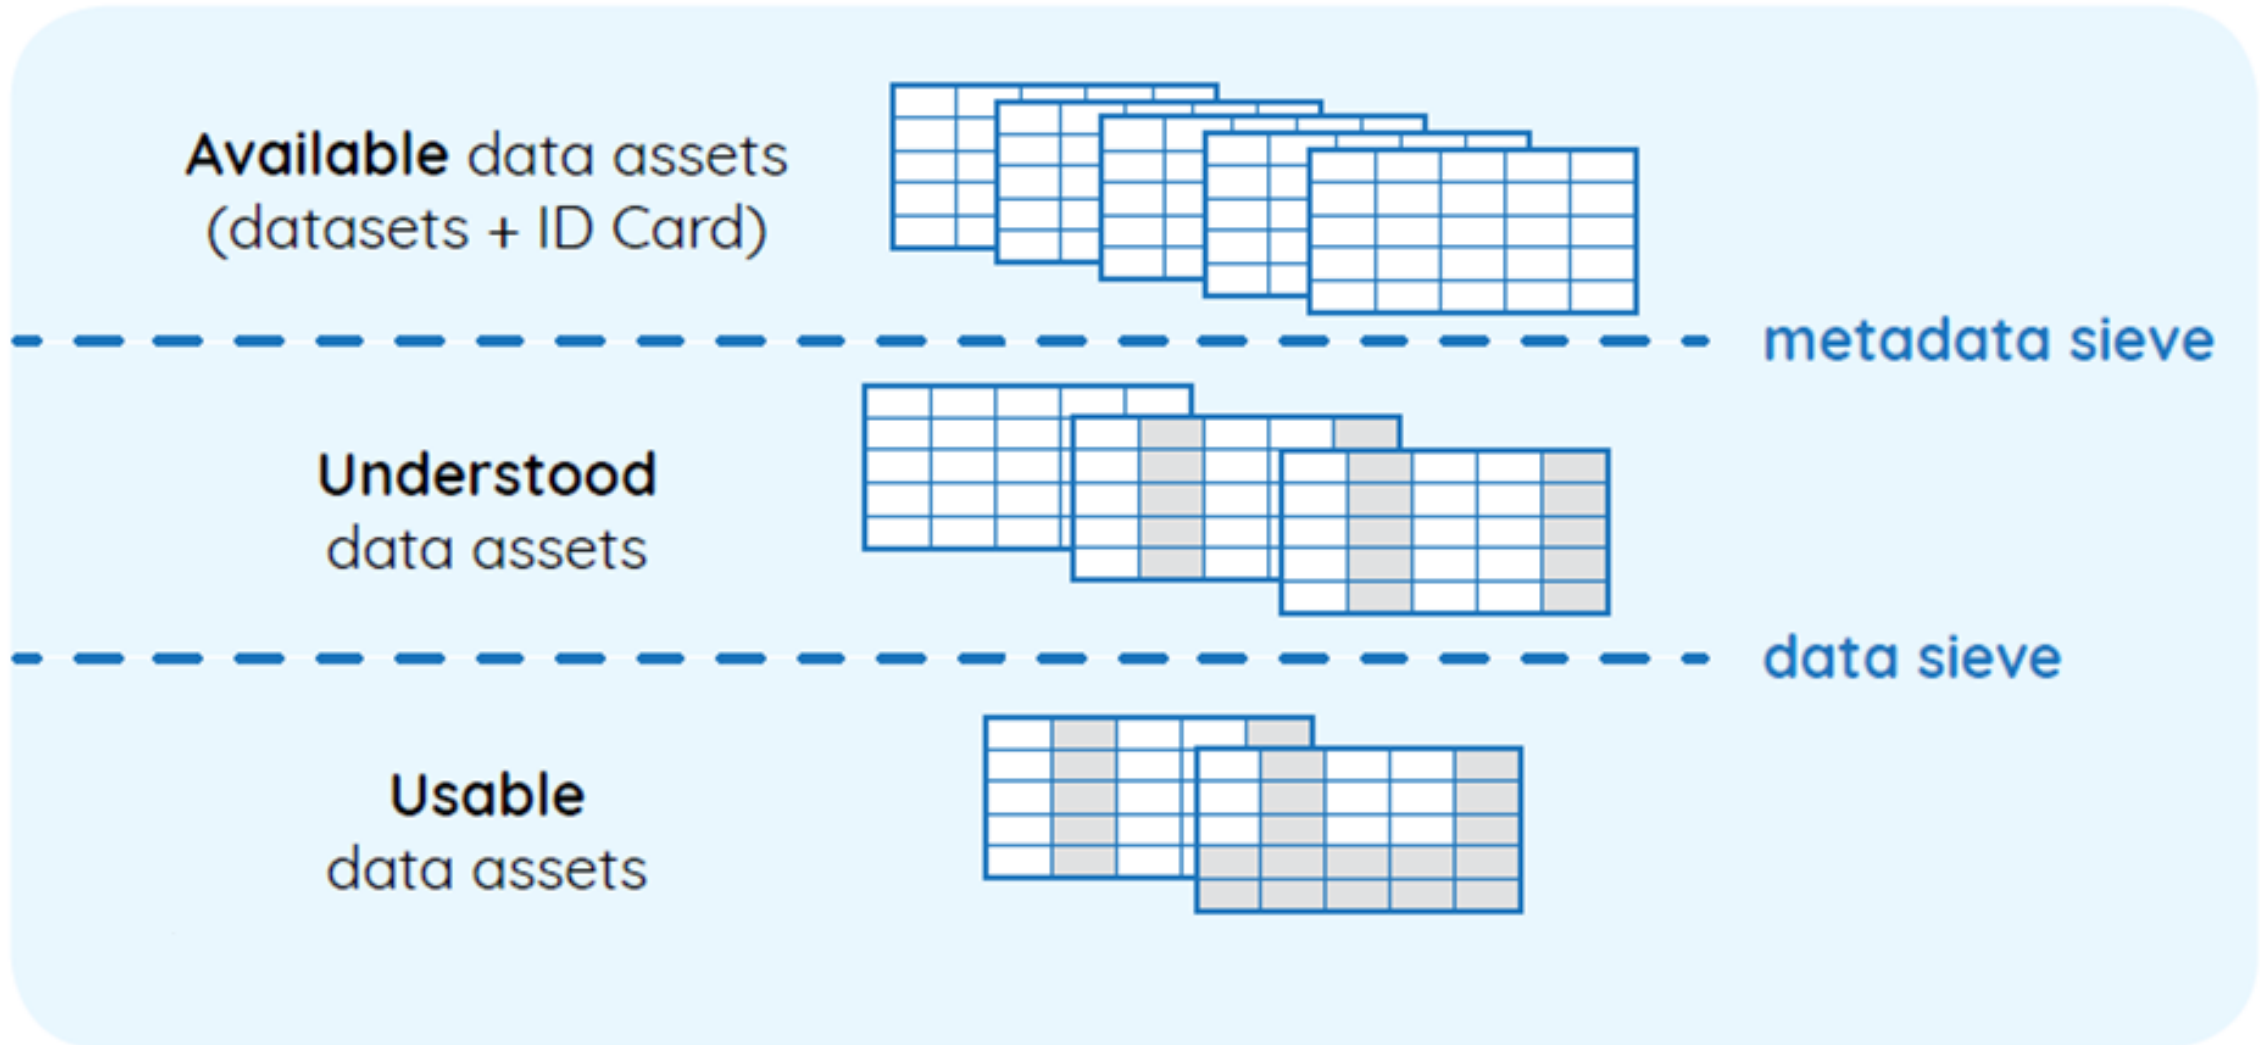 Available data assets
(datasets + ID Card)
metadata sieve
Understood
data assets
data sieve
Usable
data assets